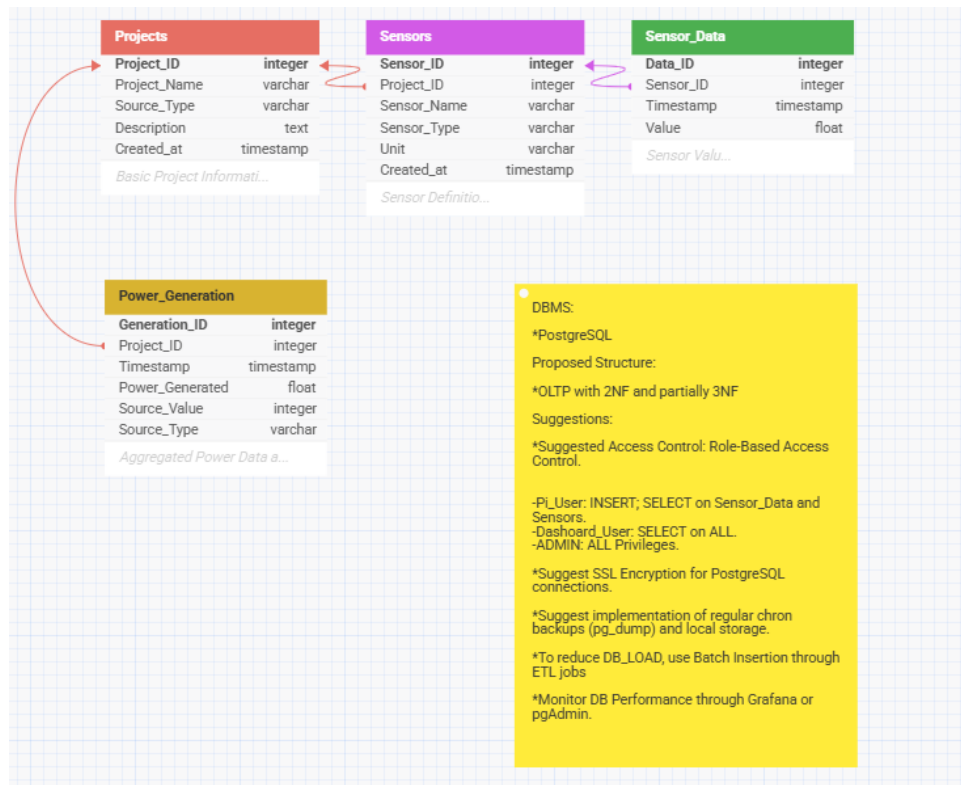 Projects
Project_ID integer
Project_Name varchar
Source_Type varchar
Description text
Created_at timestamp
Basic Project Informati...
Sensors
Sensor_ID integer
Project_ID integer
Sensor_Name varchar
Sensor_Type varchar
Unit varchar
Created_at timestamp
Sensor Definitio...
Sensor_Data
Data_ID integer
Sensor_ID integer
Timestamp timestamp
Value float
Sensor Valu...
Power_Generation
Generation_ID integer
Project_ID integer
Timestamp timestamp
Power_Generated float
Source_Value integer
Source_Type varchar
Aggregated Power Data a...
DBMS:
*PostgreSQL
Proposed Structure:
*OLTP with 2NF and partially 3NF
Suggestions:
*Suggested Access Control: Role-Based Access
Control.
-Pi_User: INSERT; SELECT on Sensor_Data and
Sensors.
-Dashoard_User: SELECT on ALL.
-ADMIN: ALL Privileges.
*Suggest SSL Encryption for PostgreSQL
connections.
*Suggest implementation of regular chron
backups (pg_dump) and local storage.
*To reduce DB_LOAD, use Batch Insertion through
ETL jobs
*Monitor DB Performance through Grafana or
pgAdmin.